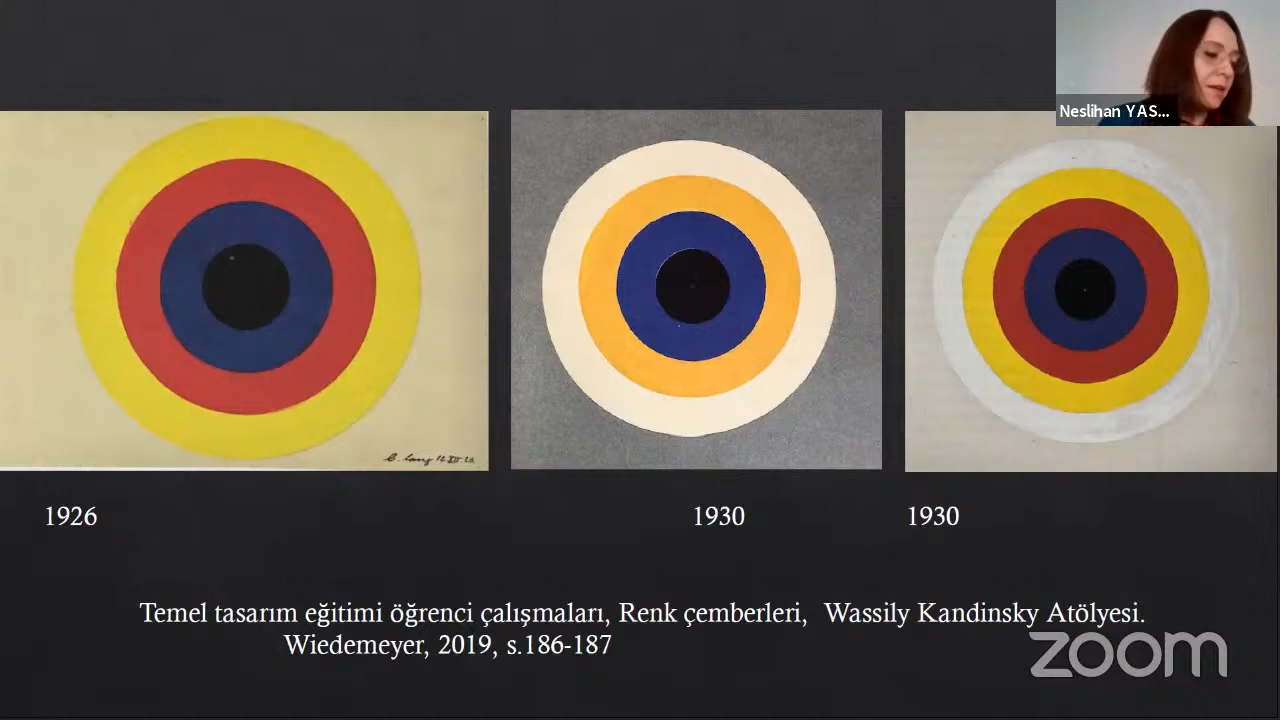 Neslihan YAS...
1926
1930
1930
Temel tasarım eğitimi öğrenci çalışmaları, Renk çemberleri, Wassily Kandinsky Atölyesi.
Wiedemeyer, 2019, s.186-187
zoom